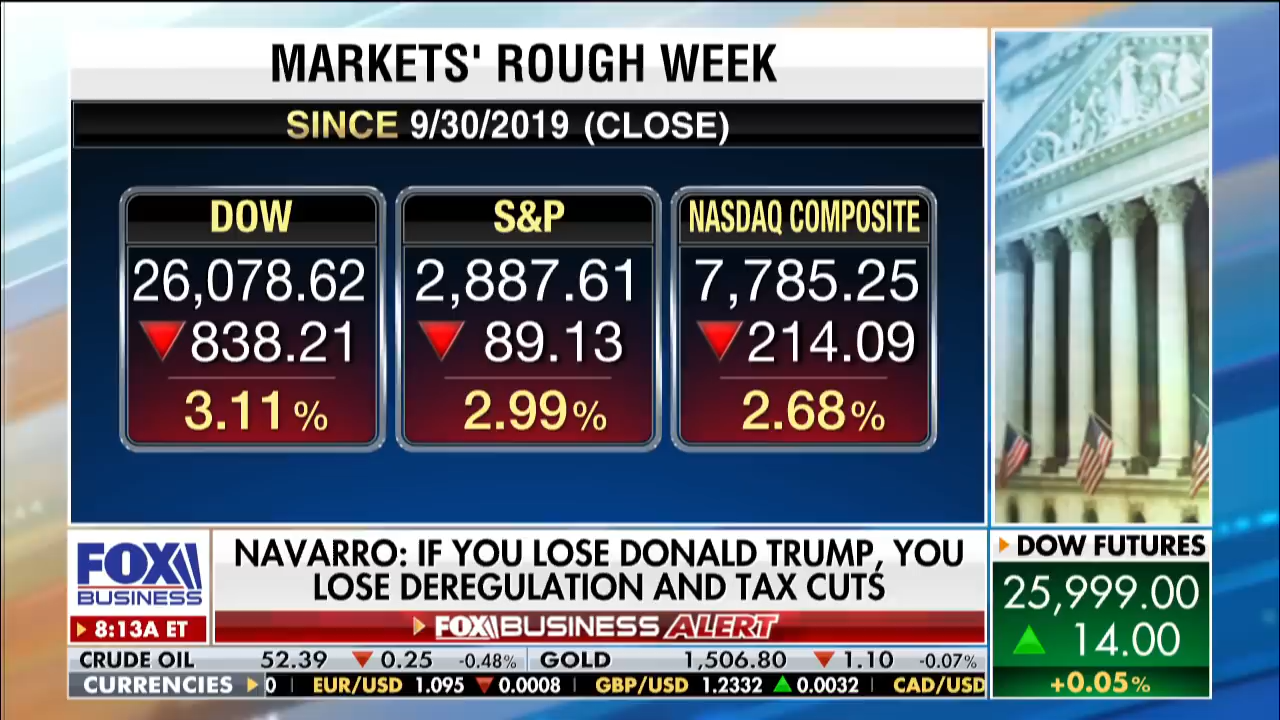 MARKETS' ROUGH WEEK
SINCE 9/30/2019 (CLOSE)
DOW
26,078.62
▼838.21
3.11%
S&P
2,887.61
▼ 89.13
2.99%
NASDAQ COMPOSITE
7,785.25
▼214.09
2.68%
FOX
BUSINESS
8:13A ET
NAVARRO: IF YOU LOSE DONALD TRUMP, YOU
LOSE DEREGULATION AND TAX CUTS
FOX BUSINESS ALERT
DOW FUTURES
25,999.00
▲ 14.00
+0.05%
CRUDE OIL 52.39 ▼ 0.25 -0.48% GOLD 1,506.80 ▼ 1.10 -0.07%
CURRENCIES 0 EUR/USD 1.095 ▼ 0.0008 GBP/USD 1.2332 ▲ 0.0032 CAD/USD